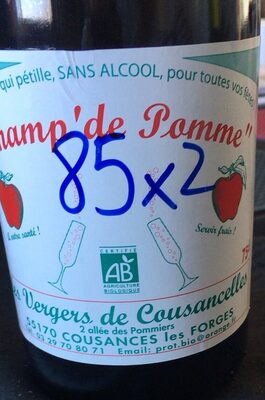 qui pétille, SANS ALCOOL, pour toutes vos
hamp'de Pomme"
85x2
votre santé !
Servir frais !
CERTIFIÉ
AB
AGRICULTURE
BIOLOGIQUE
75
es Vergers de Cousancelles
2 allée des Pommiers
55170 COUSANCES les FORGES
03 29 70 80 71 Email: prot.bio@orange.f